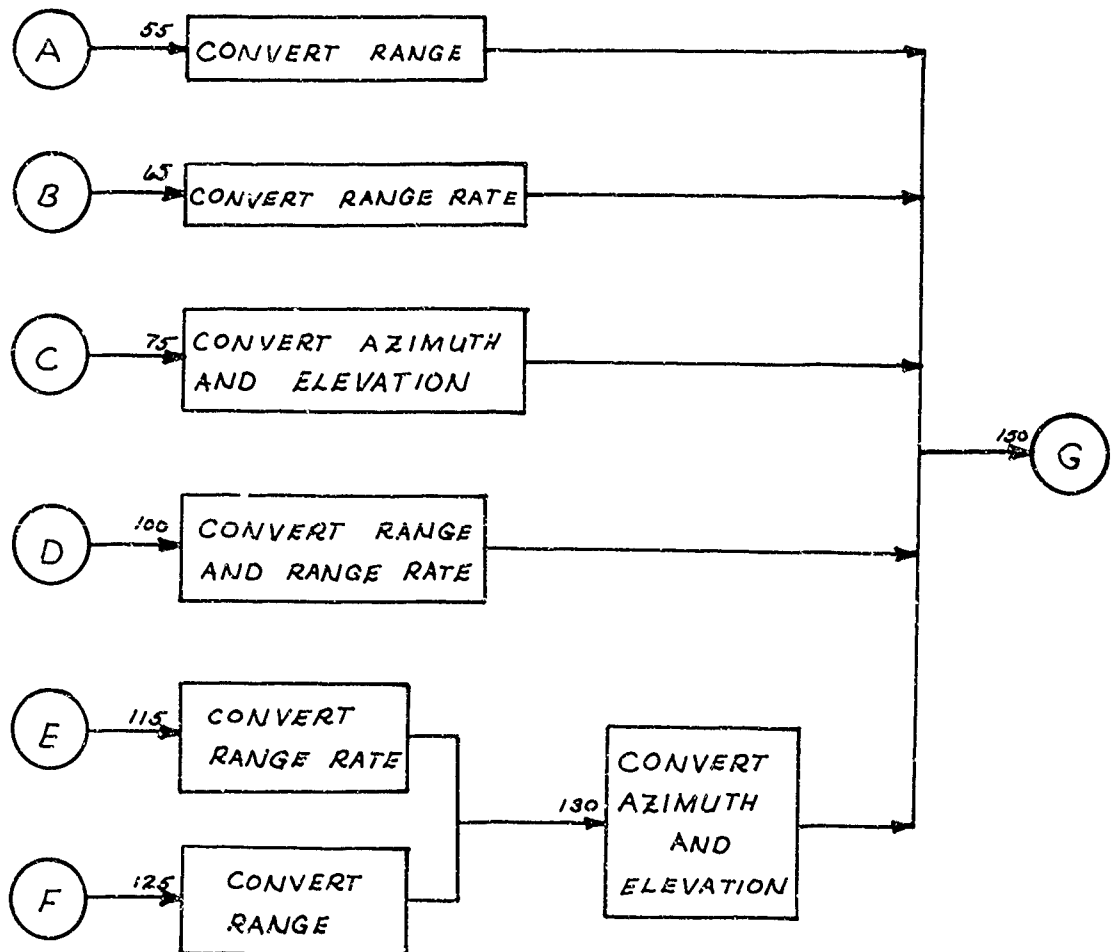 A
55
CONVERT RANGE
B
65
CONVERT RANGE RATE
C
75
CONVERT AZIMUTH
AND ELEVATION
150
G
D
100
CONVERT RANGE
AND RANGE RATE
E
115
CONVERT
RANGE RATE
130
CONVERT
AZIMUTH
AND
ELEVATION
F
125
CONVERT
RANGE